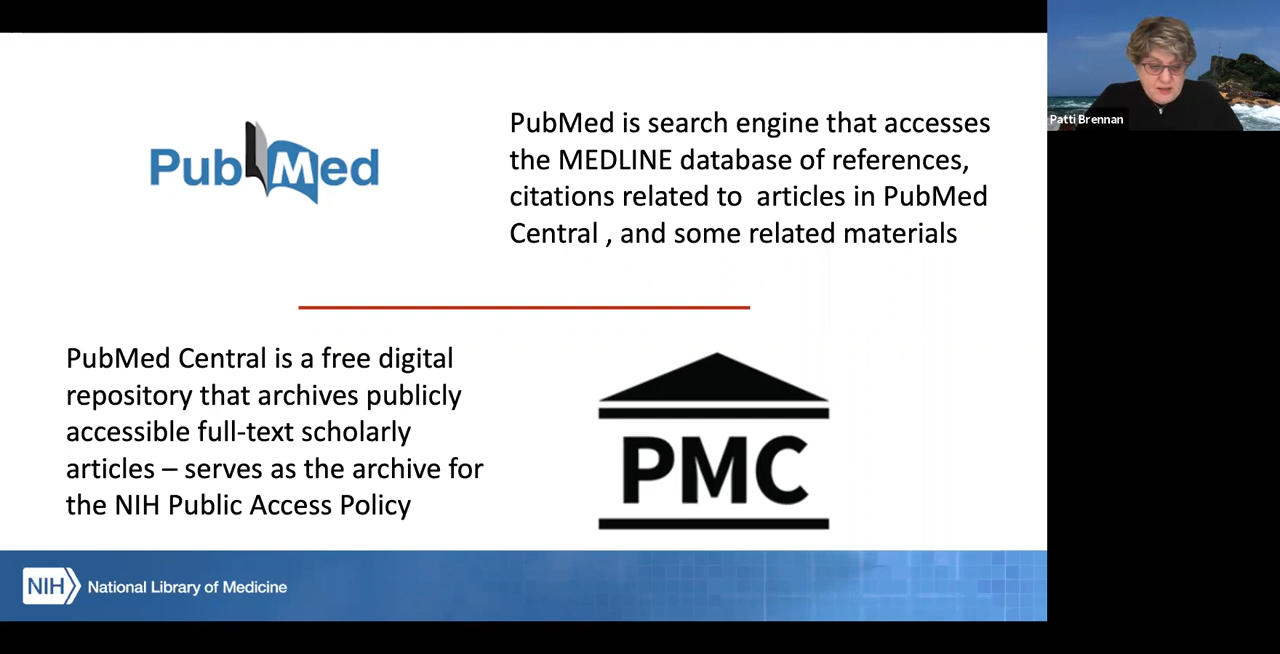 PubMed
PubMed is search engine that accesses
the MEDLINE database of references,
citations related to  articles in PubMed
Central , and some related materials
Patti Brennan
PubMed Central is a free digital
repository that archives publicly
accessible full-text scholarly
articles – serves as the archive for
the NIH Public Access Policy
PMC
NIH National Library of Medicine